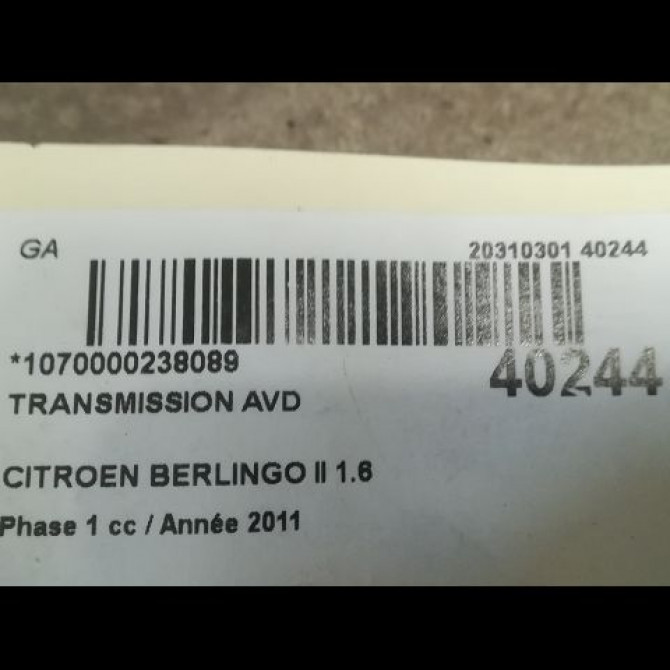 GA 20310301 40244
*1070000238089 40244
TRANSMISSION AVD
CITROEN BERLINGO II 1.6
Phase 1 cc / Année 2011